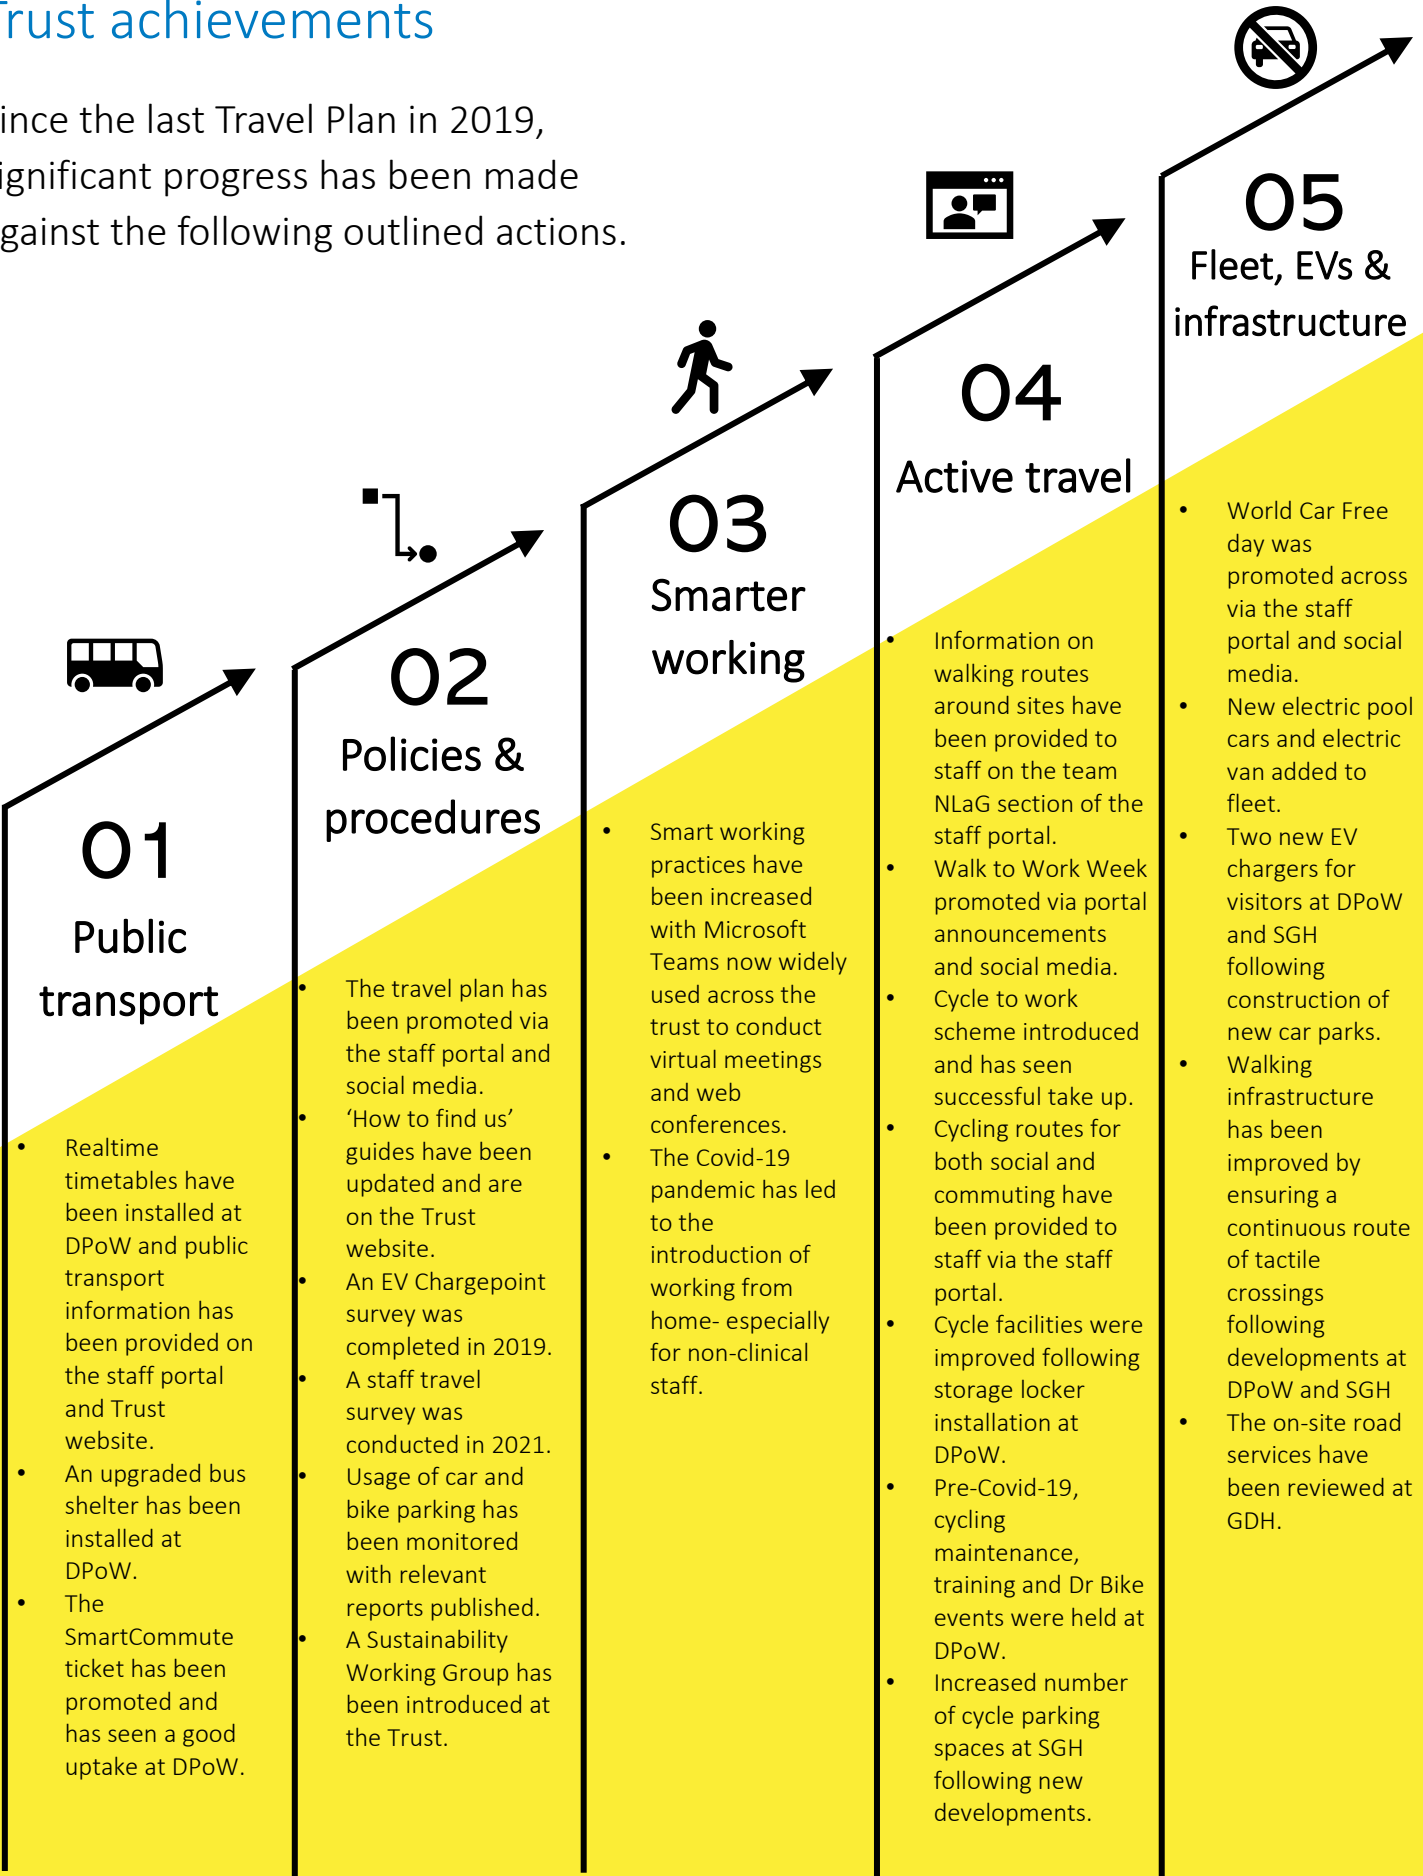 Trust achievements
ince the last Travel Plan in 2019,
ignificant progress has been made
gainst the following outlined actions.
01
Public
transport
• Realtime
timetables have
been installed at
DPoW and public
transport
information has
been provided on
the staff portal
and Trust
website.
• An upgraded bus
shelter has been
installed at
DPoW.
• The
SmartCommute
ticket has been
promoted and
has seen a good
uptake at DPoW.
02
Policies &
procedures
• The travel plan has
been promoted via
the staff portal and
social media.
• ‘How to find us’
guides have been
updated and are
on the Trust
website.
• An EV Chargepoint
survey was
completed in 2019.
• A staff travel
survey was
conducted in 2021.
• Usage of car and
bike parking has
been monitored
with relevant
reports published.
• A Sustainability
Working Group has
been introduced at
the Trust.
03
Smarter
working
• Smart working
practices have
been increased
with Microsoft
Teams now widely
used across the
trust to conduct
virtual meetings
and web
conferences.
• The Covid-19
pandemic has led
to the
introduction of
working from
home- especially
for non-clinical
staff.
04
Active travel
• Information on
walking routes
around sites have
been provided to
staff on the team
NLaG section of the
staff portal.
• Walk to Work Week
promoted via portal
announcements
and social media.
• Cycle to work
scheme introduced
and has seen
successful take up.
• Cycling routes for
both social and
commuting have
been provided to
staff via the staff
portal.
• Cycle facilities were
improved following
storage locker
installation at
DPoW.
• Pre-Covid-19,
cycling
maintenance,
training and Dr Bike
events were held at
DPoW.
• Increased number
of cycle parking
spaces at SGH
following new
developments.
05
Fleet, EVs &
infrastructure
• World Car Free
day was
promoted across
via the staff
portal and social
media.
• New electric pool
cars and electric
van added to
fleet.
• Two new EV
chargers for
visitors at DPoW
and SGH
following
construction of
new car parks.
• Walking
infrastructure
has been
improved by
ensuring a
continuous route
of tactile
crossings
following
developments at
DPoW and SGH
• The on-site road
services have
been reviewed at
GDH.